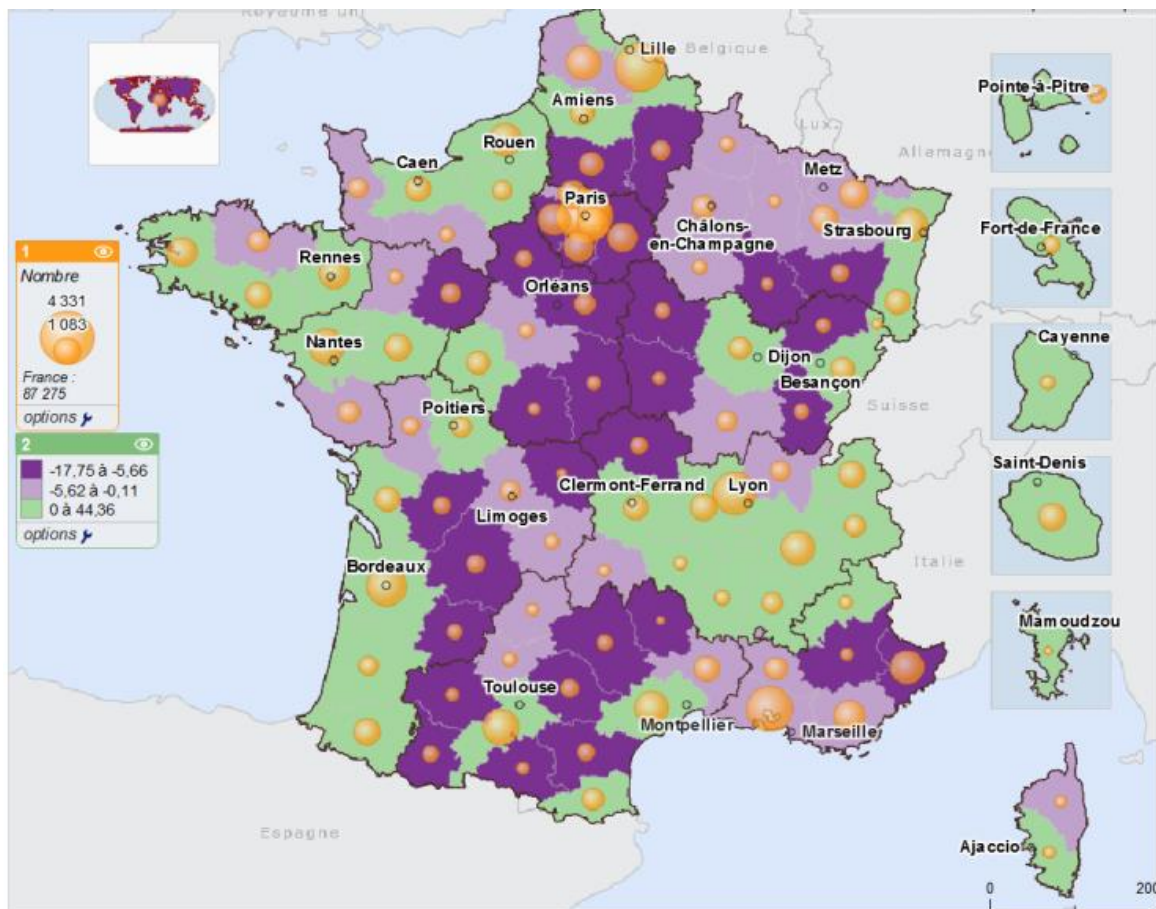 Royaume uni
Lille
Belgique
Pointe-à-Pitre
Amiens
Lux.
Allemagne
Rouen
Caen
Metz
Paris
Châlons-
en-Champagne
Strasbourg
Fort-de-France
1
Nombre
4 331
1 083
France :
87 275
options
Rennes
Orléans
Nantes
Dijon
Besançon
Cayenne
Poitiers
Suisse
2
-17,75 à -5,66
-5,62 à -0,11
0 à 44,36
options
Saint-Denis
Clermont-Ferrand
Lyon
Limoges
Italie
Bordeaux
Mamoudzou
Toulouse
Montpellier
Marseille
Espagne
Ajaccio
0
200